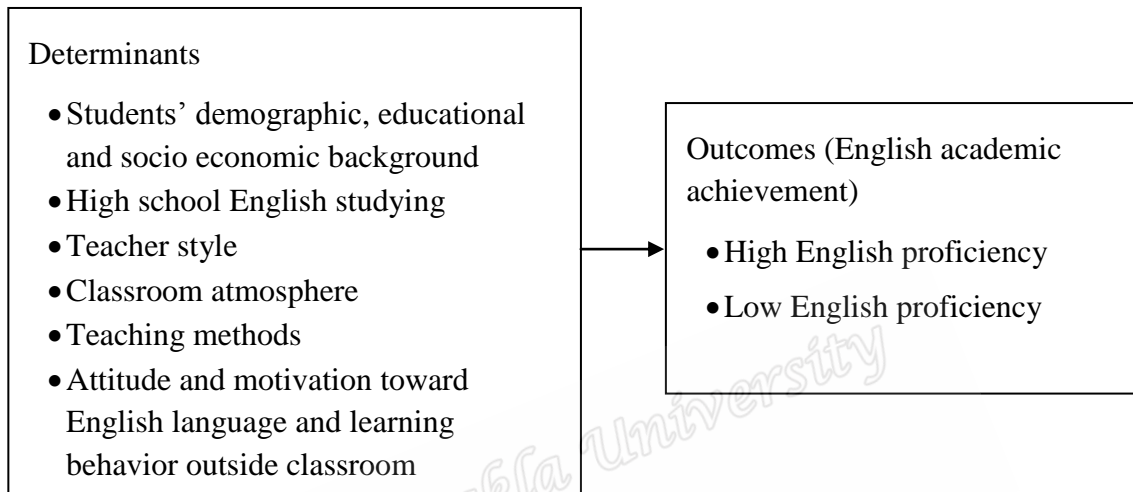 Determinants
•Students’ demographic, educational
and socio economic background
•High school English studying
•Teacher style
•Classroom atmosphere
•Teaching methods
•Attitude and motivation toward
English language and learning
behavior outside classroom
Outcomes (English academic
achievement)
•High English proficiency
•Low English proficiency
University